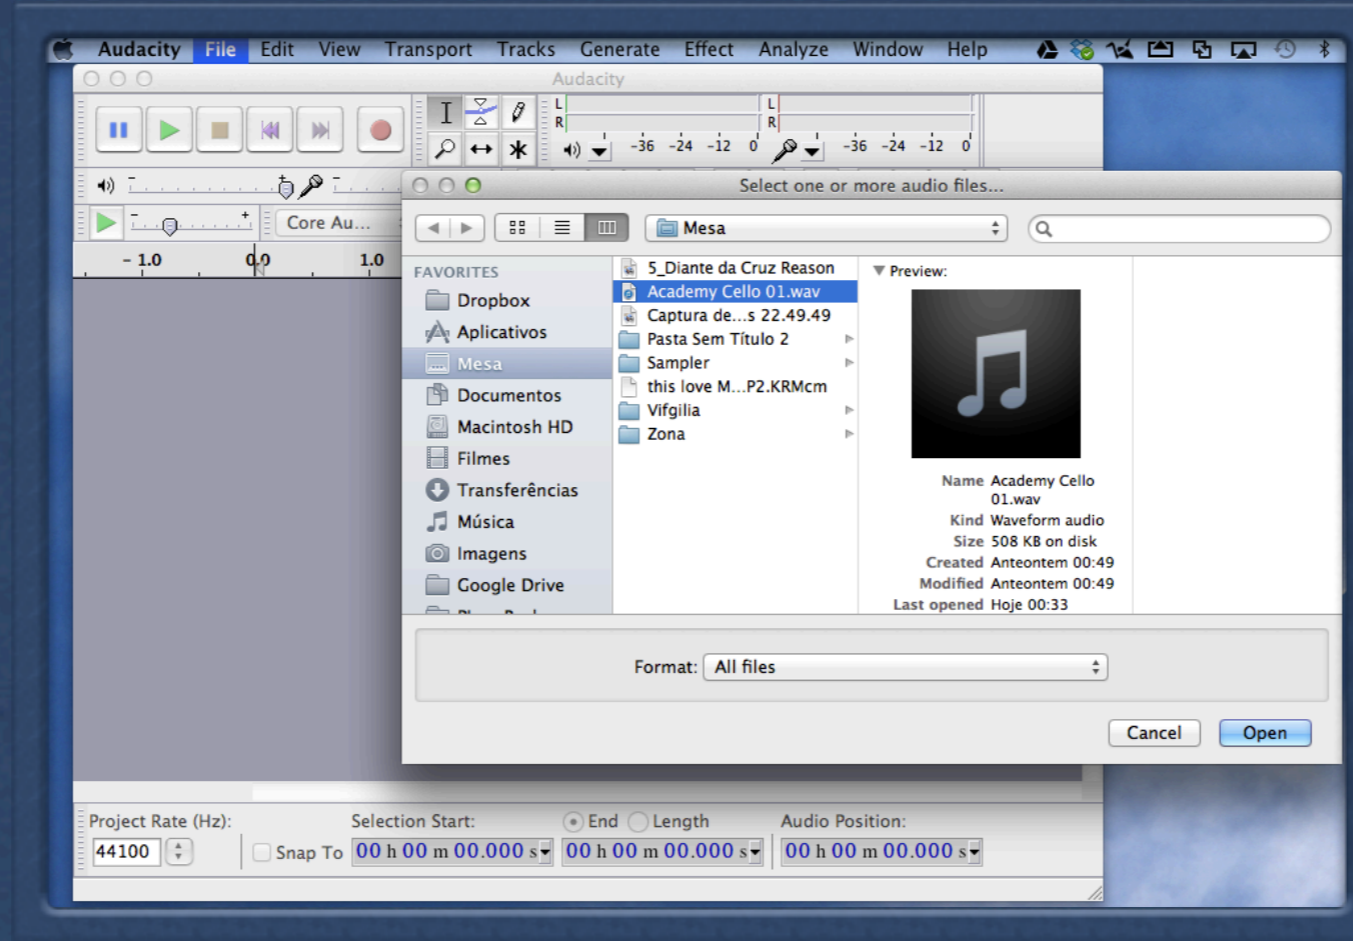 Audacity File Edit View Transport Tracks Generate Effect Analyze Window Help
Audacity
L
R
L
R
-36 -24 -12 0
-36 -24 -12 0
Core Au...
- 1.0 0.0 1.0
Select one or more audio files...
Mesa
FAVORITES
Dropbox
Aplicativos
Mesa
Documentos
Macintosh HD
Filmes
Transferências
Música
Imagens
Google Drive
5_Diante da Cruz Reason
Academy Cello 01.wav
Captura de...s 22.49.49
Pasta Sem Título 2
Sampler
this love M...P2.KRMcm
Vifgilia
Zona
Preview:
Name Academy Cello
01.wav
Kind Waveform audio
Size 508 KB on disk
Created Anteontem 00:49
Modified Anteontem 00:49
Last opened Hoje 00:33
Format: All files
Cancel Open
Project Rate (Hz): Selection Start: End Length Audio Position:
44100 Snap To 00 h 00 m 00.000 s 00 h 00 m 00.000 s 00 h 00 m 00.000 s